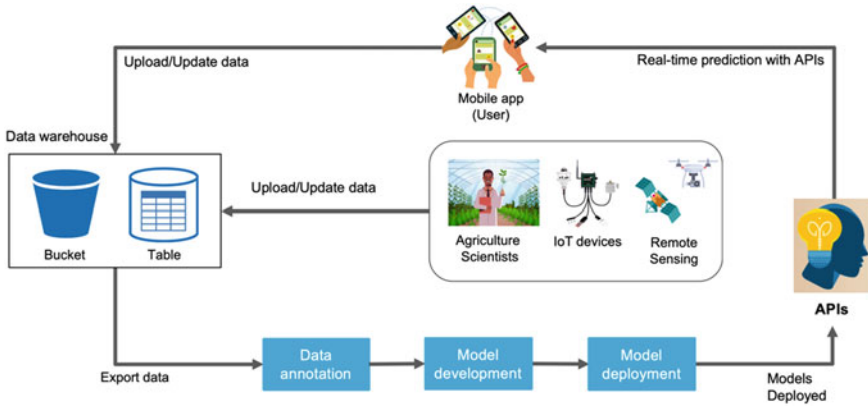 Upload/Update data
Real-time prediction with APIs
Mobile app
(User)
Data warehouse
Bucket
Table
Upload/Update data
Agriculture
Scientists
IoT devices
Remote
Sensing
APIs
Export data
Data
annotation
Model
development
Model
deployment
Models
Deployed